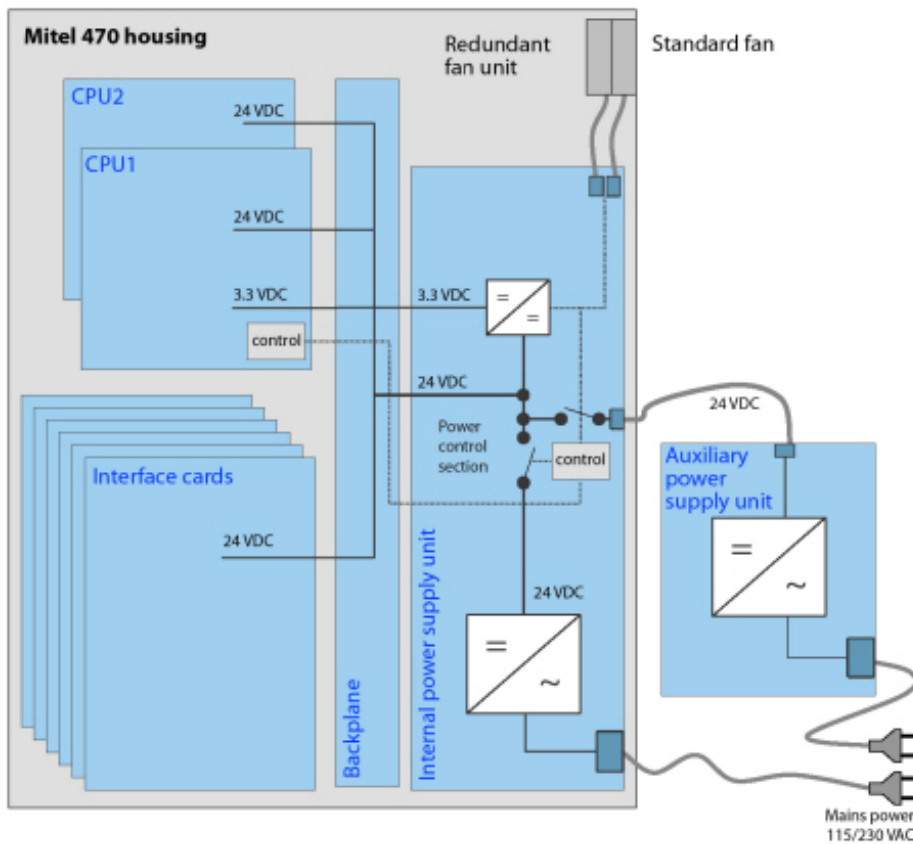 Mitel 470 housing
Redundant
fan unit
Standard fan
CPU2
24 VDC
CPU1
24 VDC
3.3 VDC
3.3 VDC
control
24 VDC
24 VDC
Power
control
section
control
Auxiliary
power
supply unit
Interface cards
24 VDC
24 VDC
Internal power supply unit
Backplane
Mains power
115/230 VAC